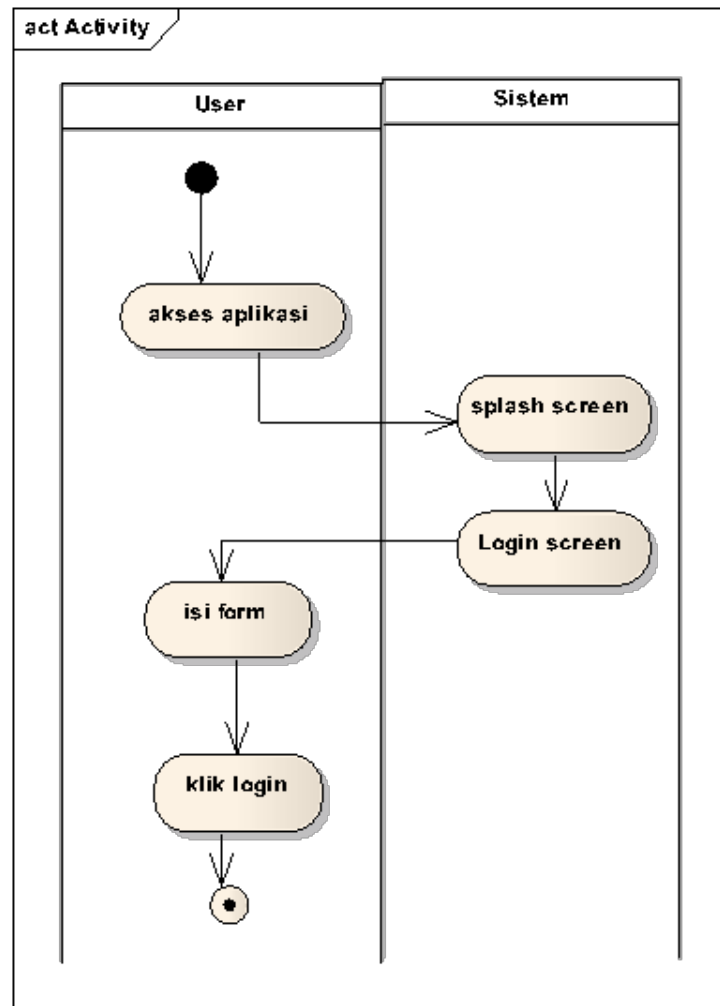 act Activity
User
Sistem
akses aplikasi
splash screen
Login screen
isi form
klik login